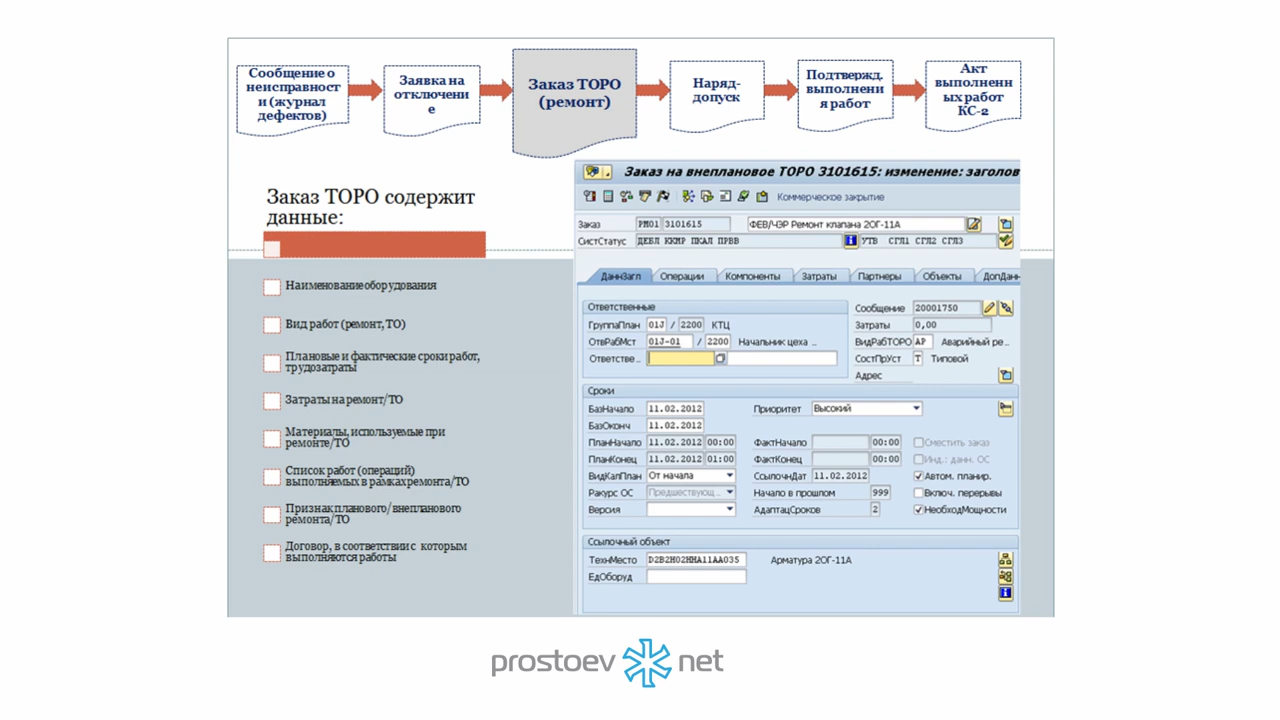 Сообщение о
неисправност
и (журнал
дефектов)
Заявка на
отключени
е
Заказ ТОРО
(ремонт)
Наряд-
допуск
Подтвержд.
выполнени
я работ
Акт
выполненн
ых работ
КС-2
Заказ ТОРО содержит
данные:
Наименование оборудования
Вид работ (ремонт, ТО)
Плановые и фактические сроки работ,
трудозатраты
Затраты на ремонт/ТО
Материалы, используемые при
ремонте/ТО
Список работ (операций)
выполняемых в рамках ремонта/ТО
Признак планового/внепланового
ремонта/ТО
Договор, в соответствии с которым
выполняются работы
Заказ на внеплановое ТОРО 3101615: изменение: заголов
Коммерческое закрытие
Заказ PM01 3101615 ФЕВ/ЧЭР Ремонт клапана 2ОГ-11А
СистСтатус ДЕБЛ ККМР ПКАЛ ПРВВ УТВ СГЛ1 СГЛ2 СГЛ3
ДаннЗагл Операции Компоненты Затраты Партнеры Объекты ДопДанн
Ответственные
ГруппаПлан 01J / 2200 КТЦ
ОтвРабМст 01J-01 / 2200 Начальник цеха ..
Ответстве..
Сообщение 20001750
Затраты 0,00
ВидРабТОРО АР Аварийный ре..
СостПрУст Т Типовой
Адрес
Сроки
БазНачало 11.02.2012 Приоритет Высокий
БазОконч 11.02.2012
ПланНачало 11.02.2012 00:00 ФактНачало 00:00 Сместить заказ
ПланКонец 11.02.2012 01:00 ФактКонец 00:00 Инд.: данн. ОС
ВидКалПлан От начала СсылочнДат 11.02.2012 Автом. планир.
Ракурс ОС Предшествующ.. Начало в прошлом 999 Включ. перерывы
Версия АдаптацСроков 2 НеобходМощности
Ссылочный объект
ТехнМесто D2B2H02HHA11AA035 Арматура 2ОГ-11А
ЕдОборуд
prostoev net